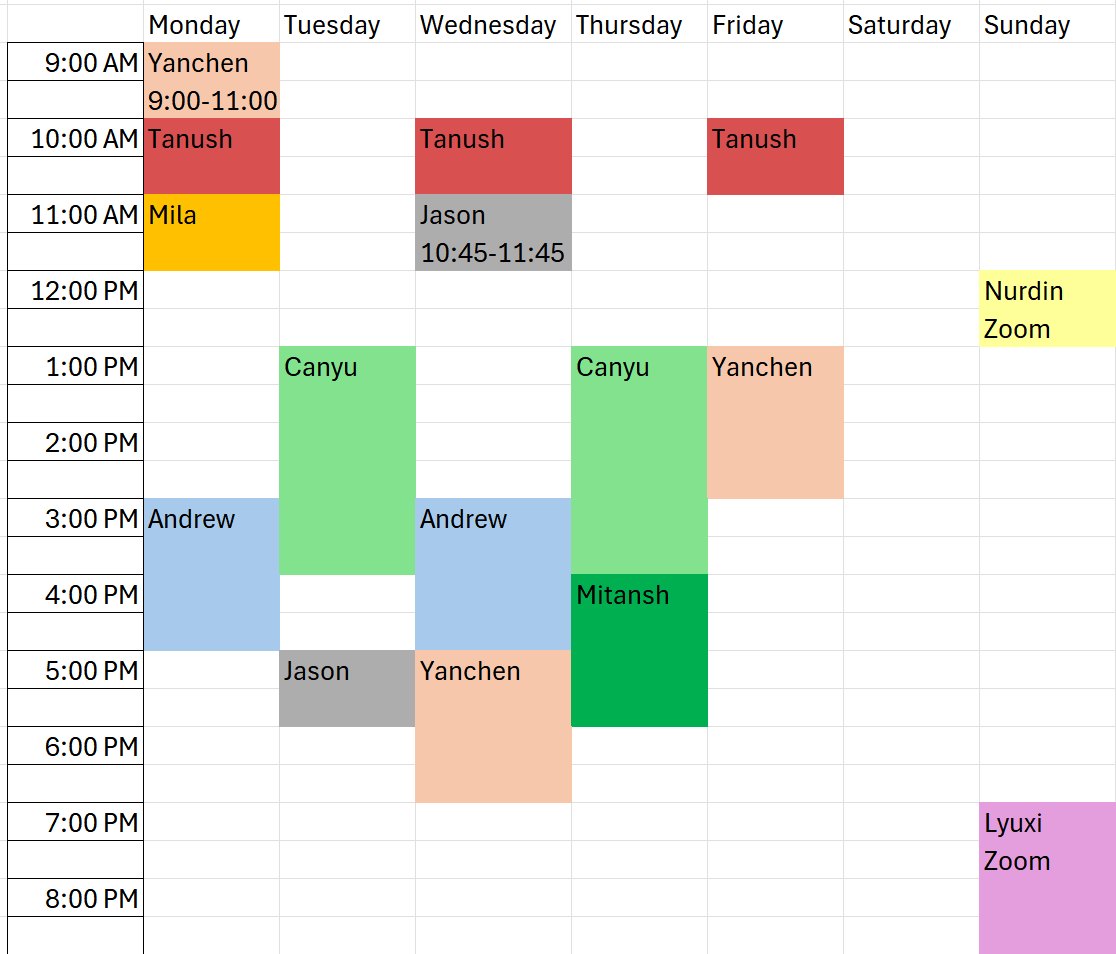 Monday Tuesday Wednesday Thursday Friday Saturday Sunday
9:00 AM Yanchen
9:00-11:00
10:00 AM Tanush Tanush Tanush
11:00 AM Mila Jason
10:45-11:45
12:00 PM Nurdin
Zoom
1:00 PM Canyu Canyu Yanchen
2:00 PM
3:00 PM Andrew Andrew
4:00 PM Mitansh
5:00 PM Jason Yanchen
6:00 PM
7:00 PM Lyuxi
Zoom
8:00 PM